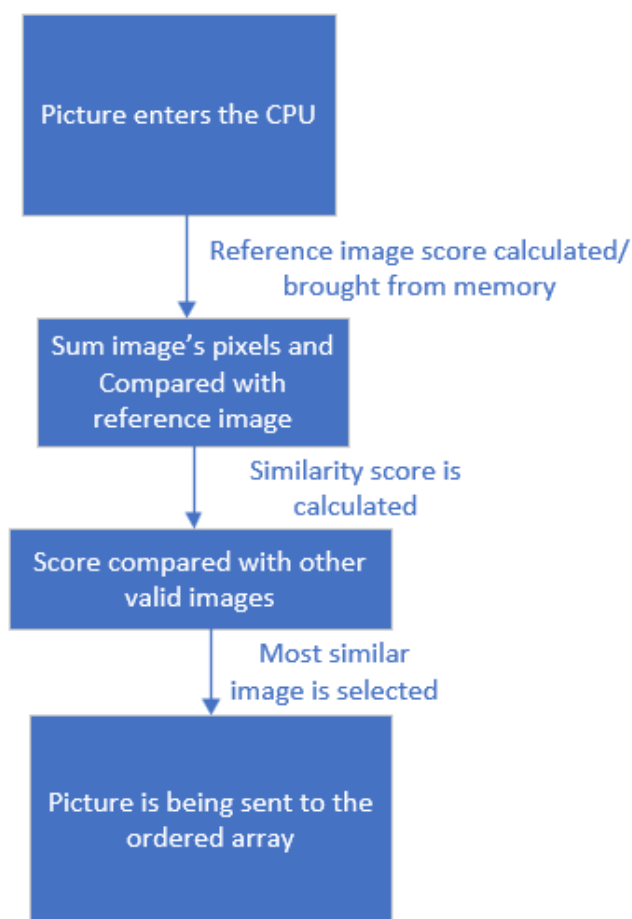 Picture enters the CPU
Reference image score calculated/
brought from memory
Sum image's pixels and
Compared with
reference image
Similarity score is
calculated
Score compared with other
valid images
Most similar
image is selected
Picture is being sent to the
ordered array